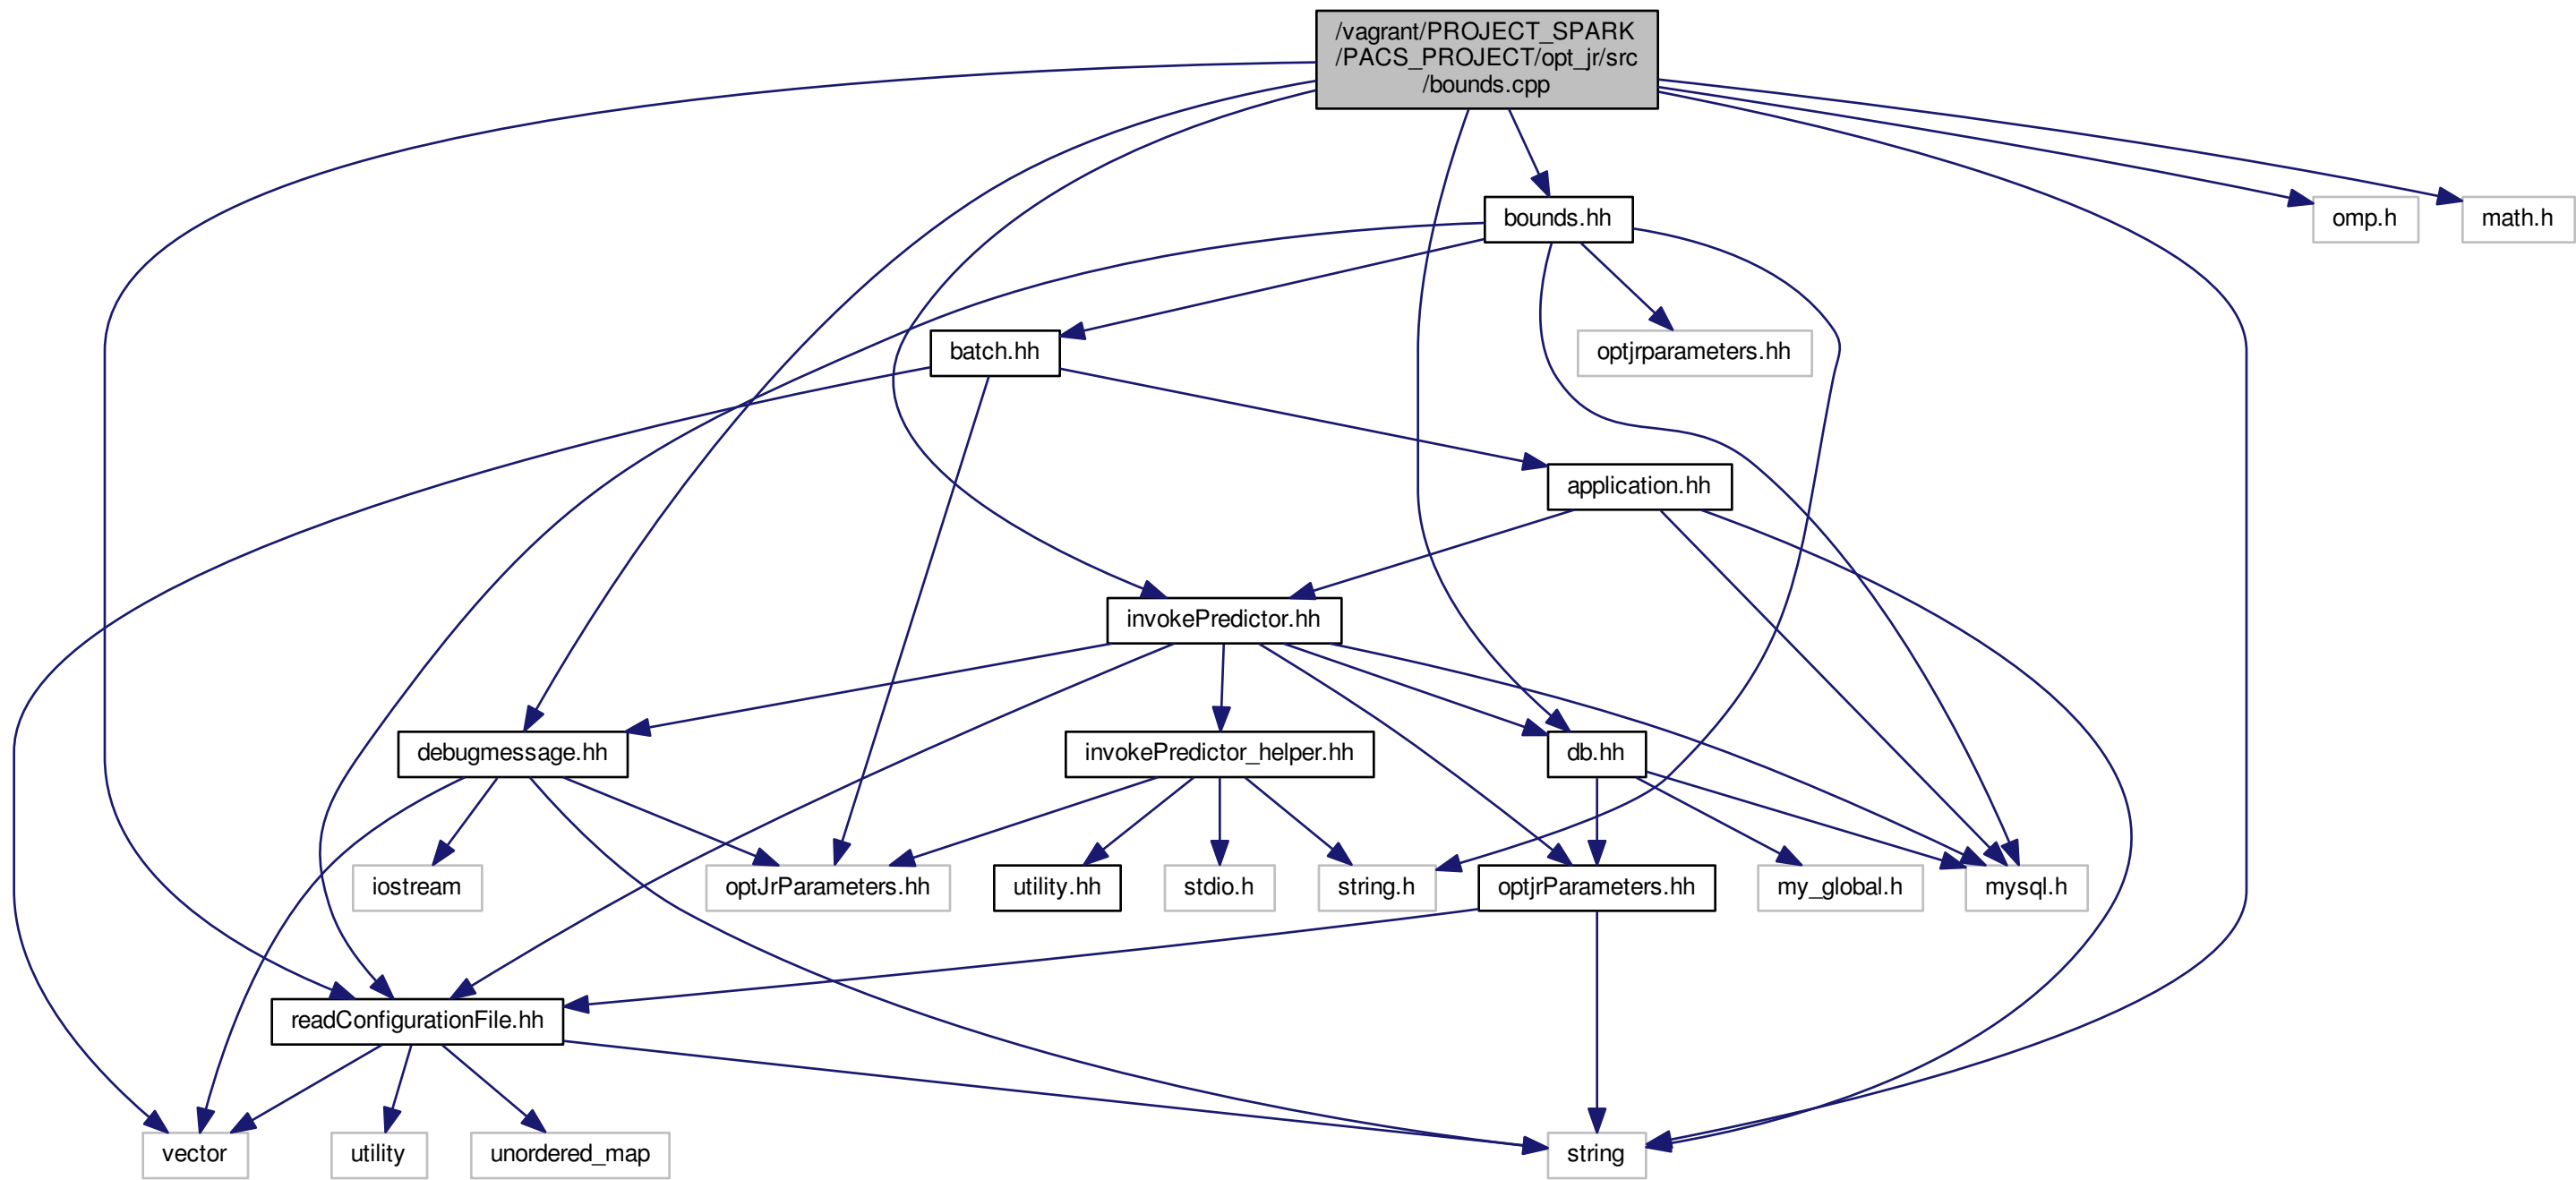 /vagrant/PROJECT_SPARK
/PACS_PROJECT/opt_jr/src
/bounds.cpp
bounds.hh
omp.h
math.h
batch.hh
optjrparameters.hh
application.hh
invokePredictor.hh
debugmessage.hh
invokePredictor_helper.hh
db.hh
iostream
optJrParameters.hh
utility.hh
stdio.h
string.h
optjrParameters.hh
my_global.h
mysql.h
readConfigurationFile.hh
vector
utility
unordered_map
string